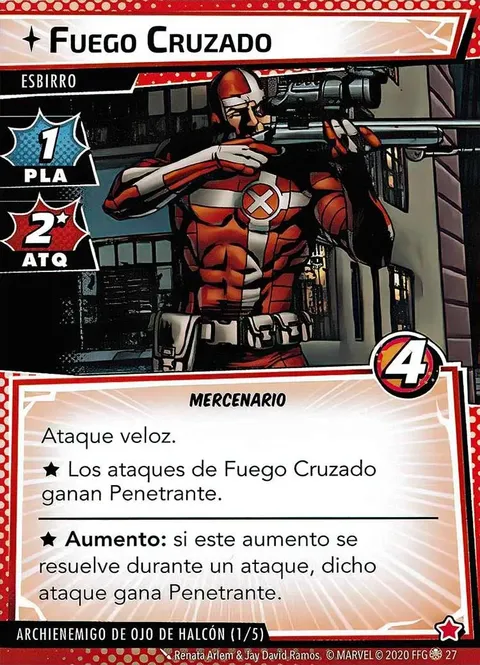 FUEGO CRUZADO
ESBIRRO
1
PLA
2★
ATQ
4
MERCENARIO
Ataque veloz.
★ Los ataques de Fuego Cruzado
ganan Penetrante.
★ Aumento: si este aumento se
resuelve durante un ataque, dicho
ataque gana Penetrante.
ARCHIENEMIGO DE OJO DE HALCÓN (1/5)
Renata Arlem & Jay David Ramos. © MARVEL © 2020 FFG 27